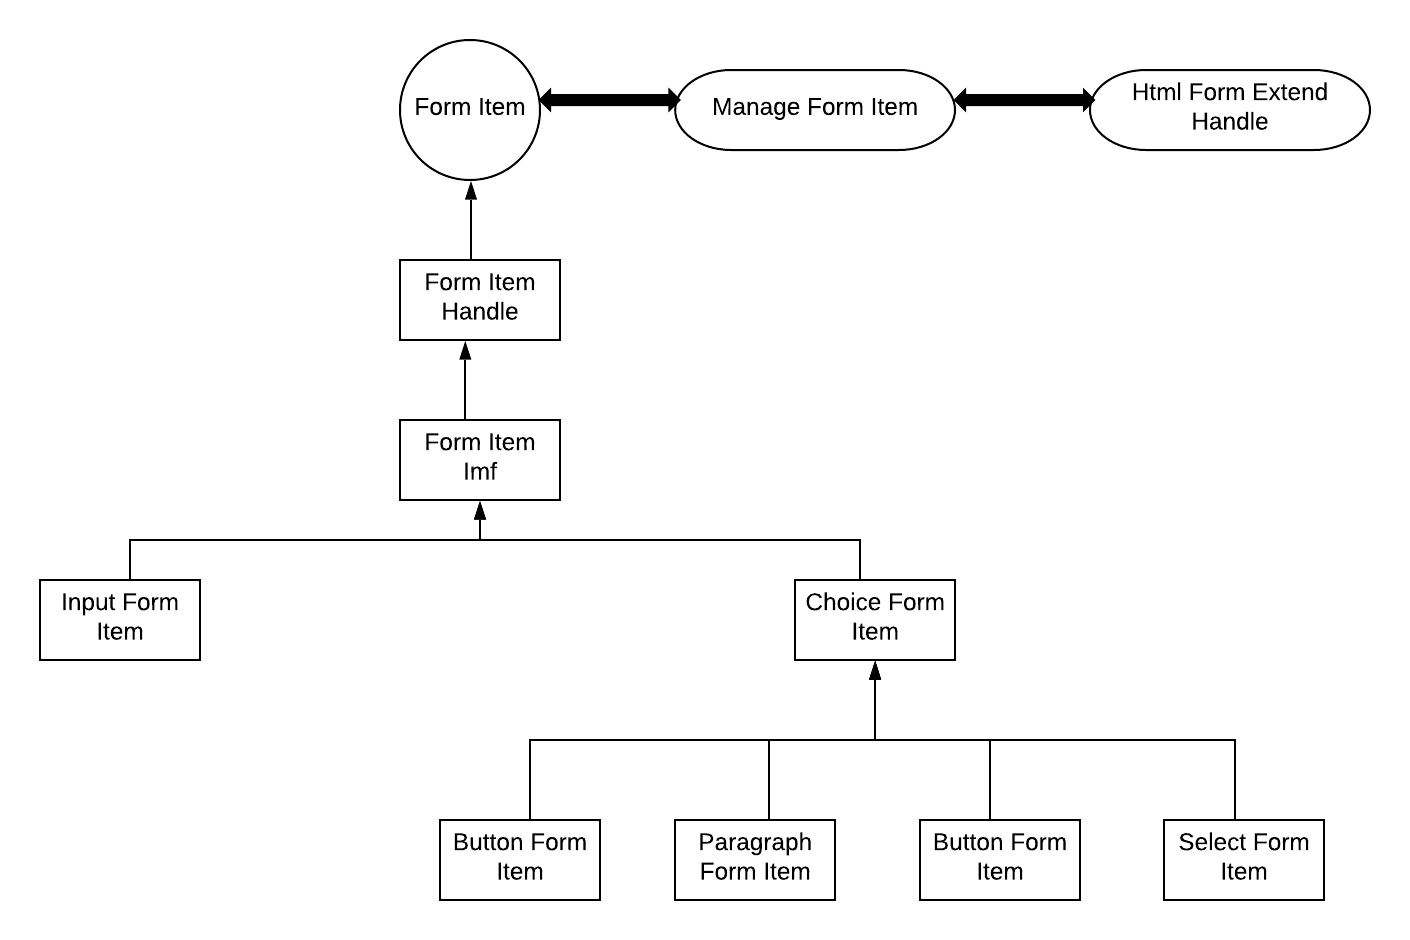 Form Item
Manage Form Item
Html Form Extend
Handle
Form Item
Handle
Form Item
Imf
Input Form
Item
Choice Form
Item
Button Form
Item
Paragraph
Form Item
Button Form
Item
Select Form
Item